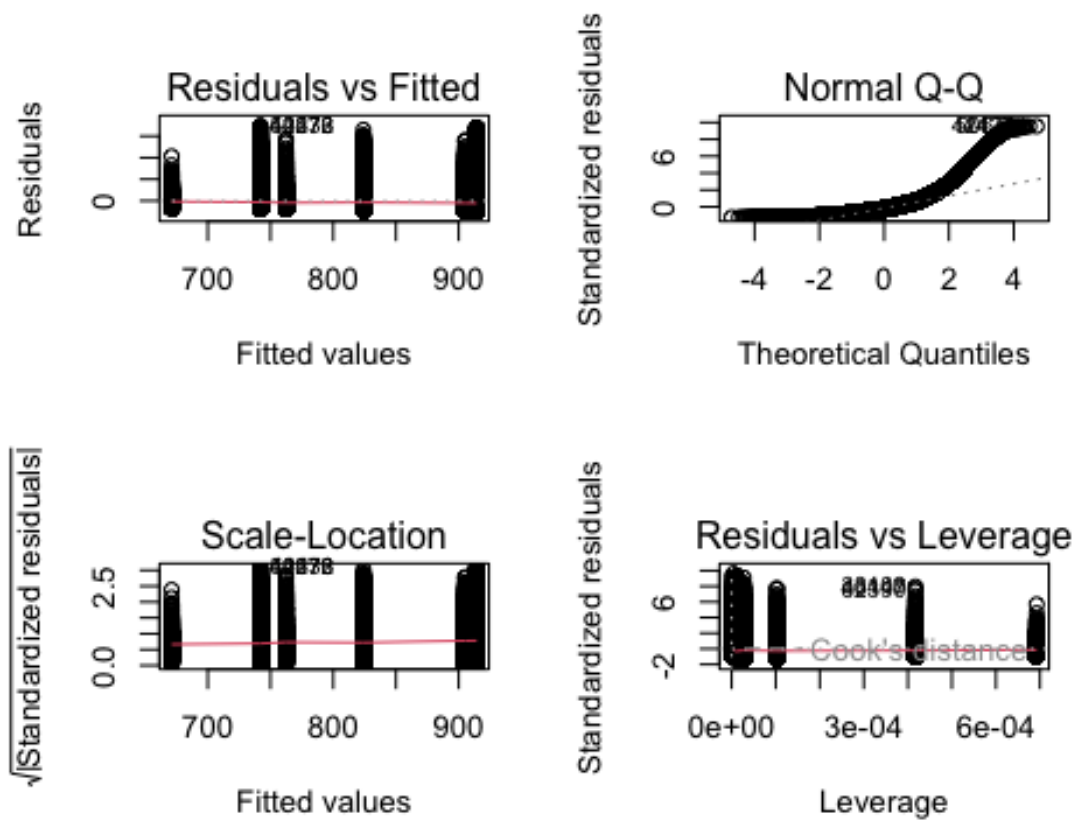 Residuals vs Fitted
Residuals
0
700
800
900
Fitted values
Normal Q-Q
Standardized residuals
6
0
-4
-2
0
2
4
Theoretical Quantiles
Scale-Location
√|Standardized residuals|
2.5
0.0
700
800
900
Fitted values
Residuals vs Leverage
Standardized residuals
6
-2
Cook's distance
0e+00
3e-04
6e-04
Leverage